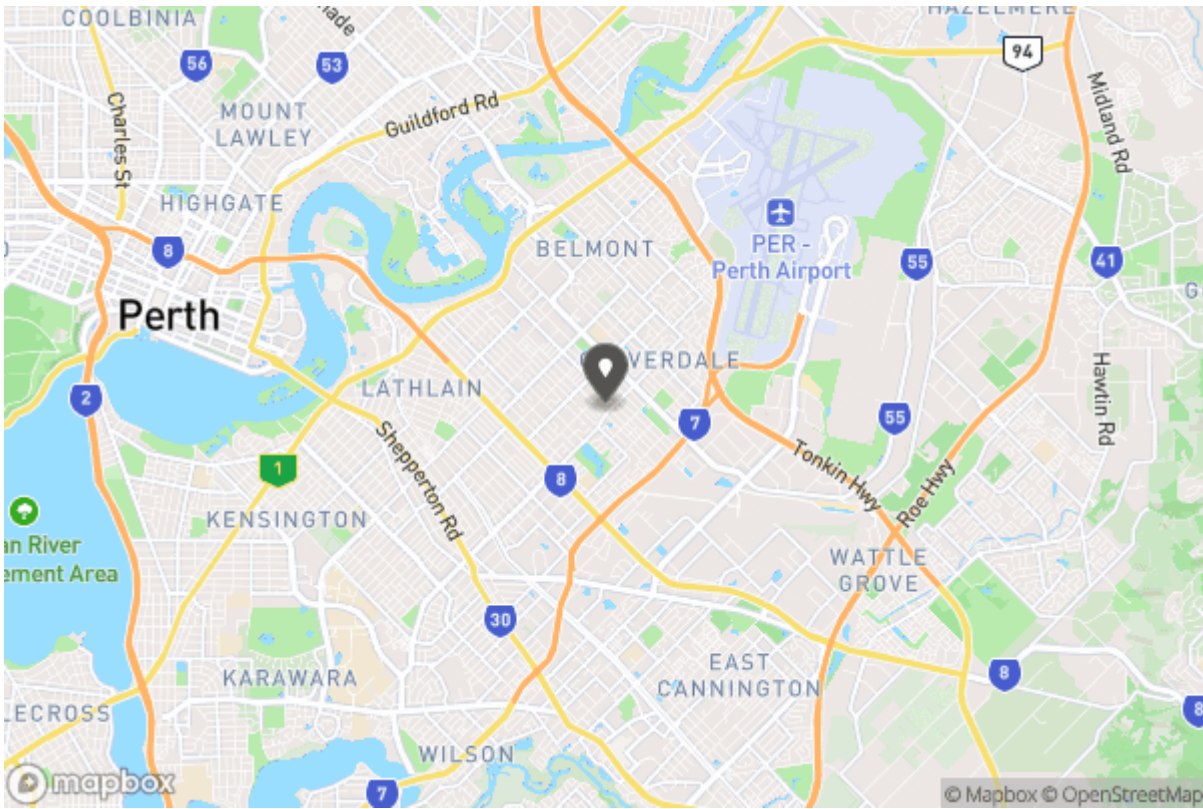 COOLBINIA
HAZELMERE
56
53
94
MOUNT
LAWLEY
Guildford Rd
Charles St
Midland Rd
HIGHGATE
8
BELMONT
PER -
Perth Airport
55
41
G
Perth
LATHLAIN
VERDALE
2
Hawtin Rd
7
55
Shepperton Rd
1
8
Tonkin Hwy
Roe Hwy
KENSINGTON
an River
ement Area
WATTLE
GROVE
30
KARAWARA
EAST
CANNINGTON
8
LECROSS
8
WILSON
7
mapbox
© Mapbox © OpenStreetMap